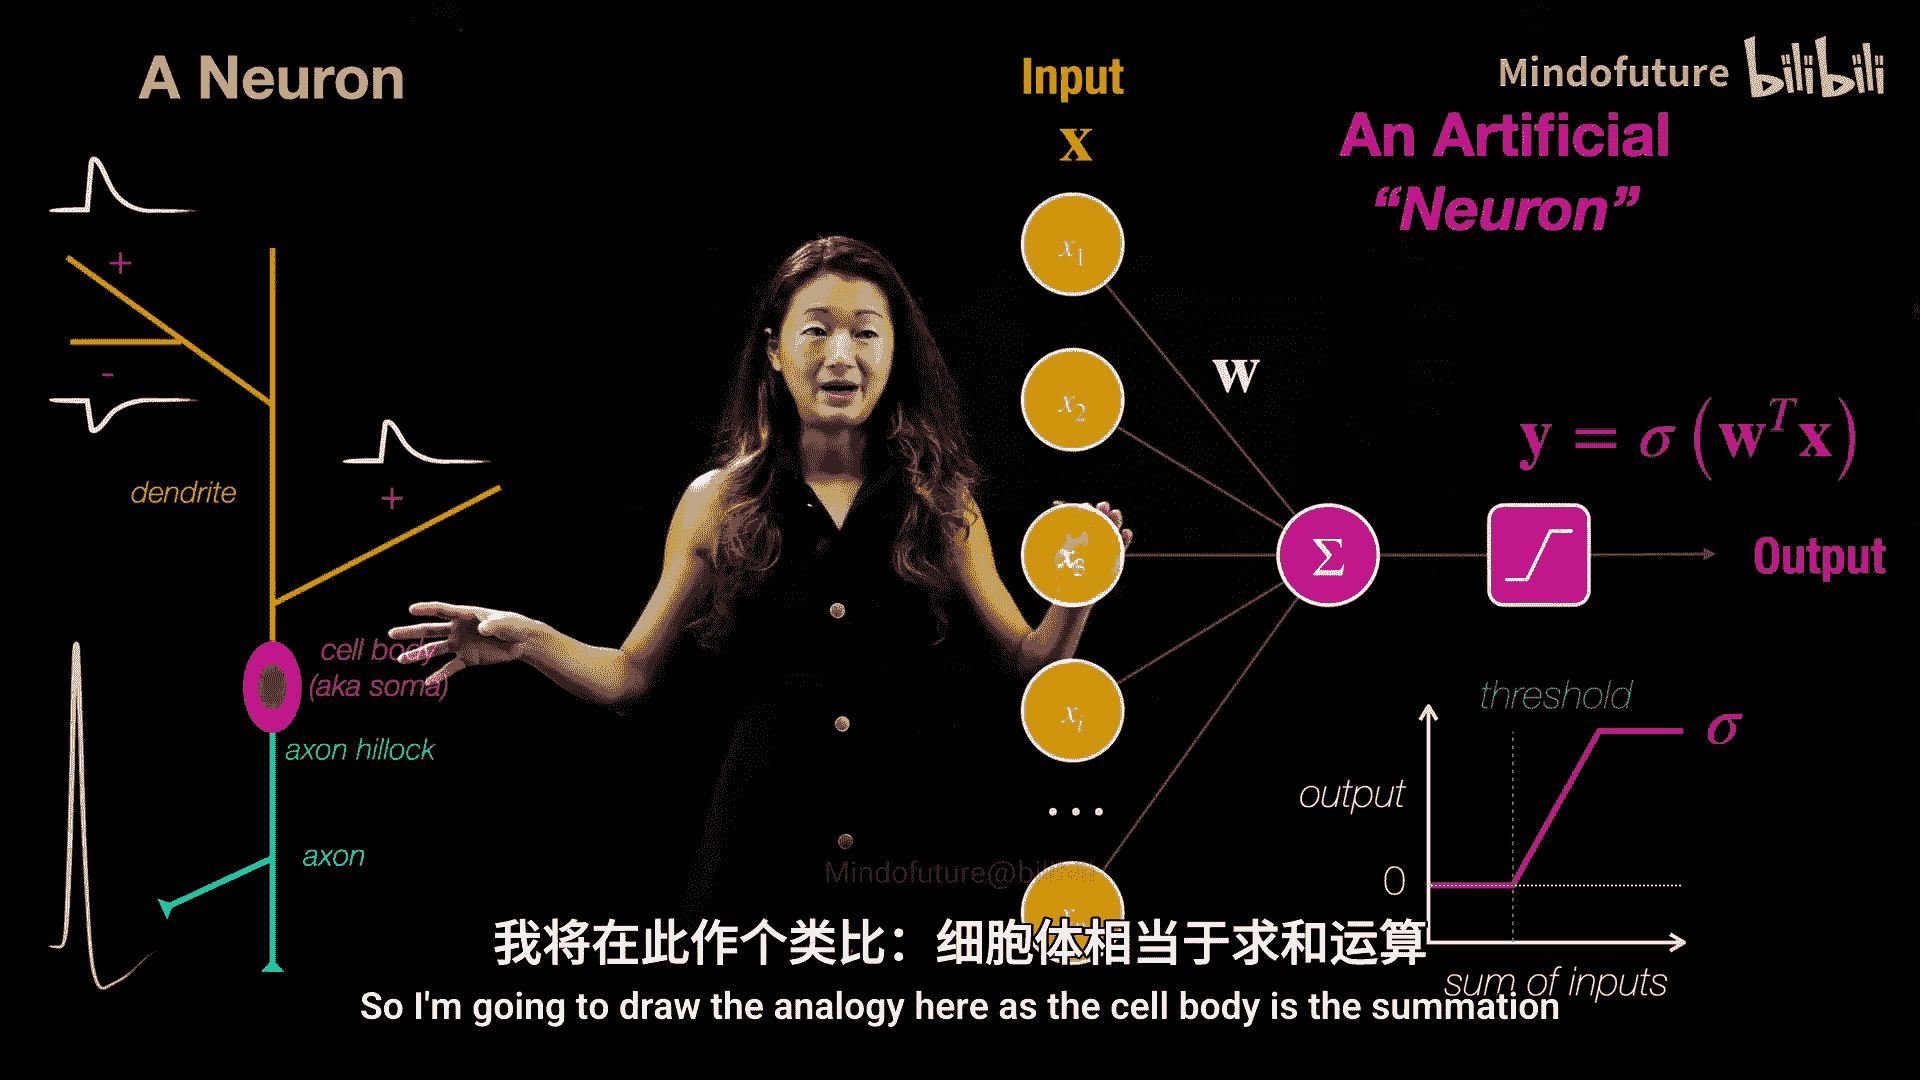 A Neuron
Input
x
Mindofuture bilibili
An Artificial
“Neuron”
+
-
+
dendrite
cell body
(aka soma)
axon hillock
axon
x₁
x₂
x₃
xᵢ
...
w
Σ
y = σ (wᵀx)
Output
threshold
σ
output
0
sum of inputs
我将在此作个类比：细胞体相当于求和运算
So I'm going to draw the analogy here as the cell body is the summation